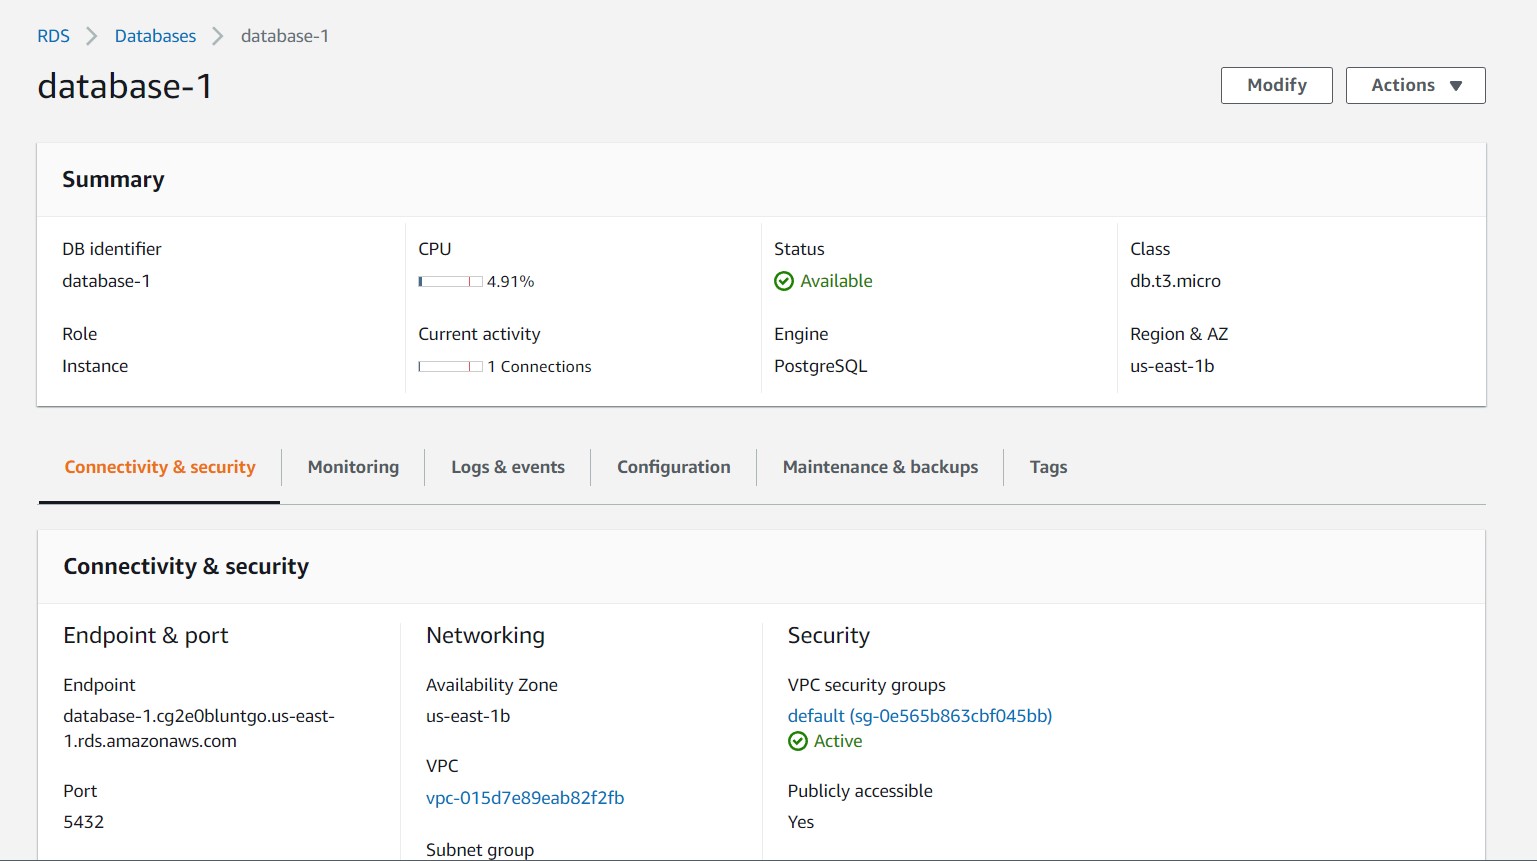 RDS
Databases
database-1
database-1
Modify
Actions
Summary
DB identifier
database-1
CPU
4.91%
Status
Available
Class
db.t3.micro
Role
Instance
Current activity
1 Connections
Engine
PostgreSQL
Region & AZ
us-east-1b
Connectivity & security
Monitoring
Logs & events
Configuration
Maintenance & backups
Tags
Connectivity & security
Endpoint & port
Endpoint
database-1.cg2e0bluntgo.us-east-
1.rds.amazonaws.com
Port
5432
Networking
Availability Zone
us-east-1b
VPC
vpc-015d7e89eab82f2fb
Subnet group
Security
VPC security groups
default (sg-0e565b863cbf045bb)
Active
Publicly accessible
Yes